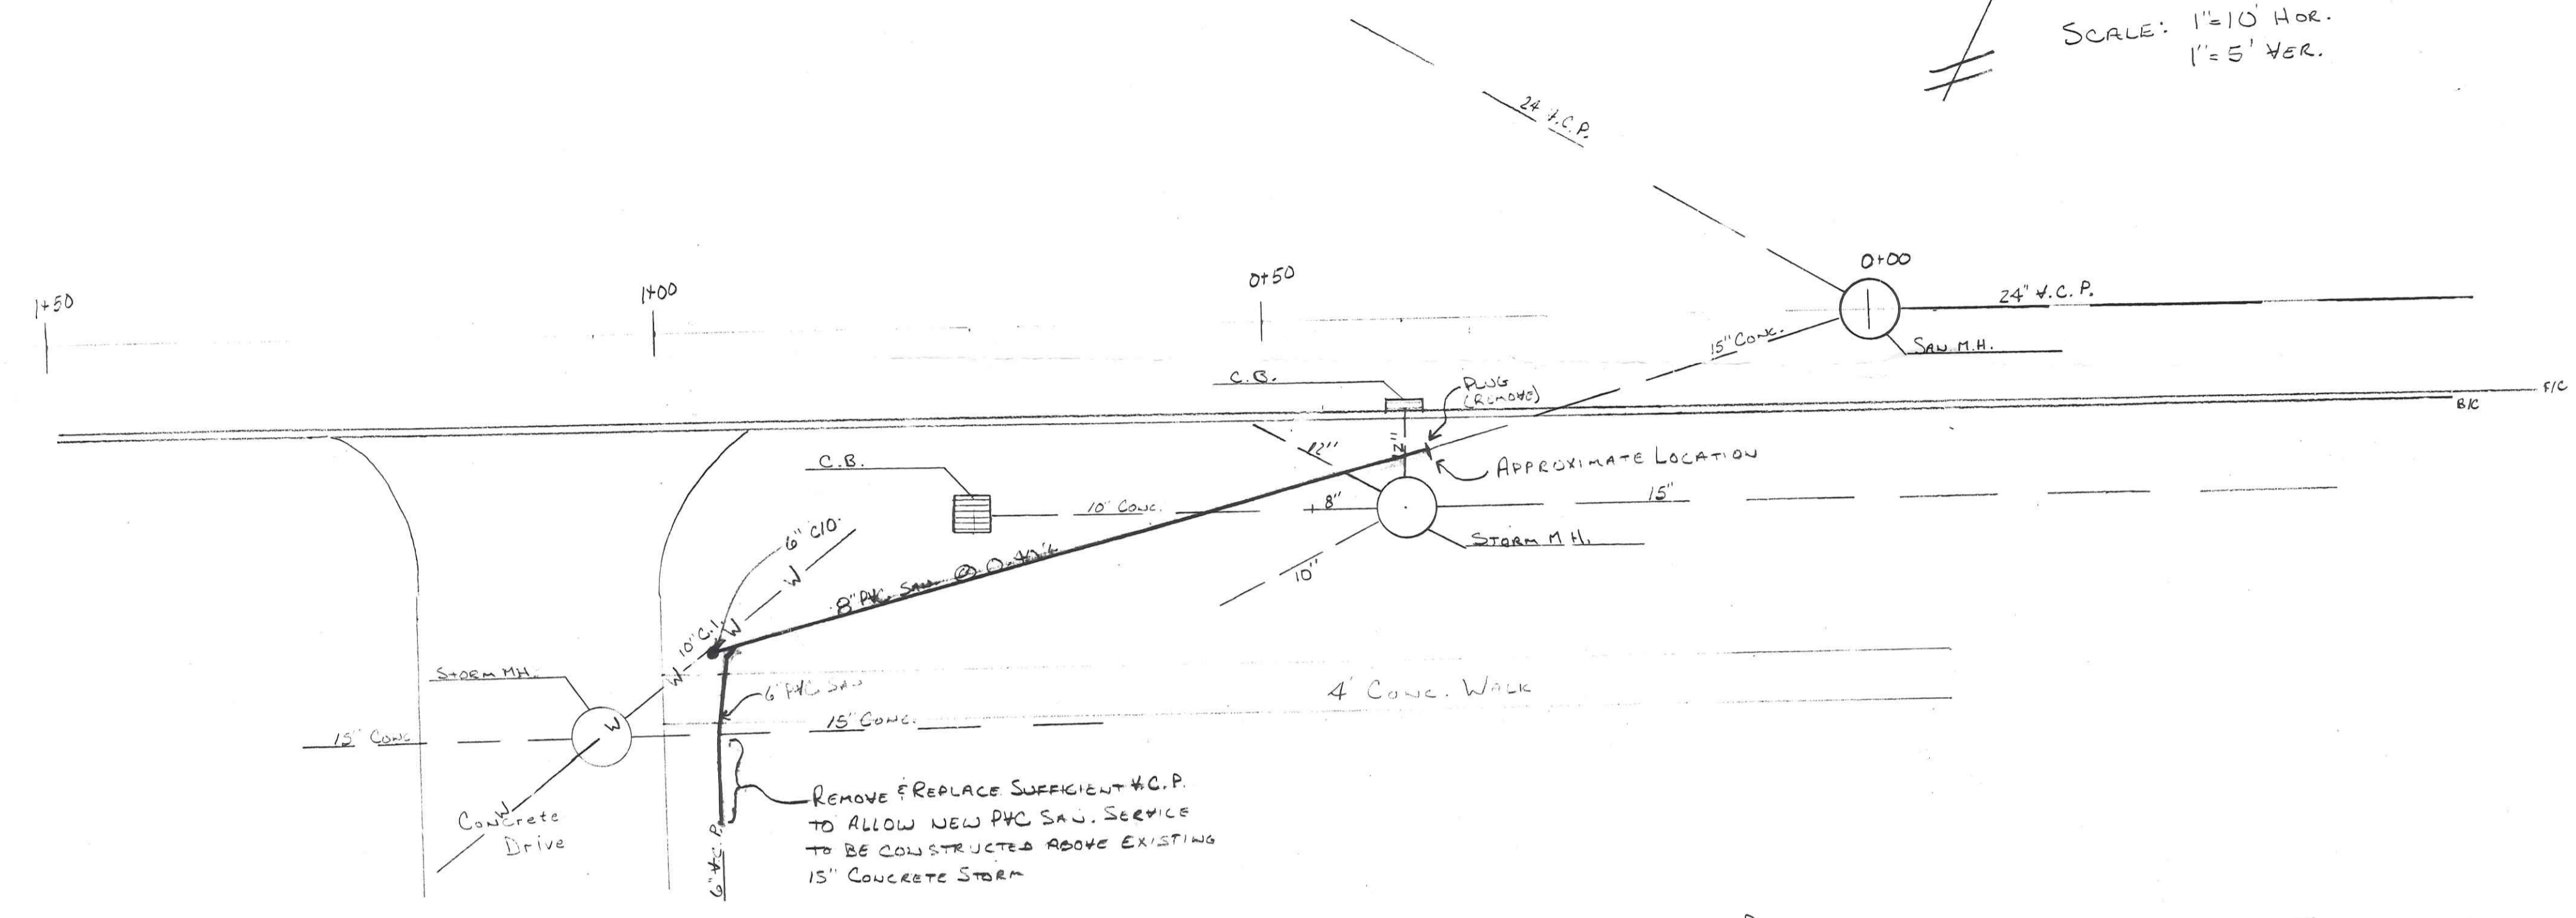 SCALE: 1"=10' HOR.
1"=5' VER.
24 V.C.P.
0+00
24" V.C.P.
SAN M.H.
15" CONC.
1+50
1+00
0+50
F/C
B/C
C.B.
PLUG
(REMOVE)
12"
12"
APPROXIMATE LOCATION
C.B.
10" CONC.
8"
15"
STORM M.H.
10"
6" C/O.
W
8" PVC SAN. @ 0.40%
10" C.I.
W
W
STORM MH.
6" PVC SAN
4' CONC. WALK
15" CONC.
15" CONC
W
REMOVE & REPLACE SUFFICIENT V.C.P.
TO ALLOW NEW PVC SAN. SERVICE
TO BE CONSTRUCTED ABOVE EXISTING
15" CONCRETE STORM
W
Concrete
Drive
6" V.C.P.